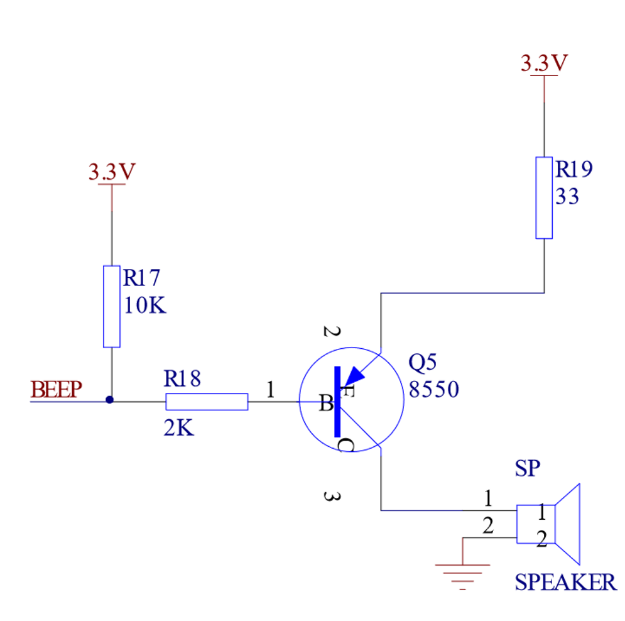 3.3V
R19
33
3.3V
R17
10K
2
Q5
8550
BEEP
R18
1
E
B
2K
C
SP
3
1
1
2
2
SPEAKER